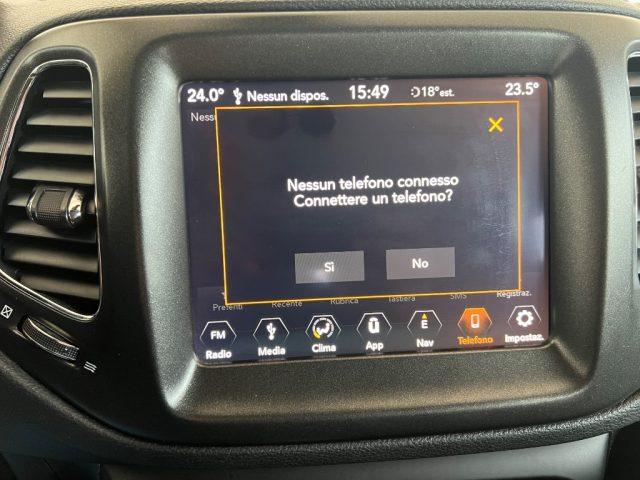 24.0° Nessun dispos. 15:49 18°est. 23.5°
Ness
Nessun telefono connesso
Connettere un telefono?
Sì No
Preferiti Recente Rubrica Tastiera SMS Registraz.
FM E
Radio Media Clima App Nav Telefono Impostaz.